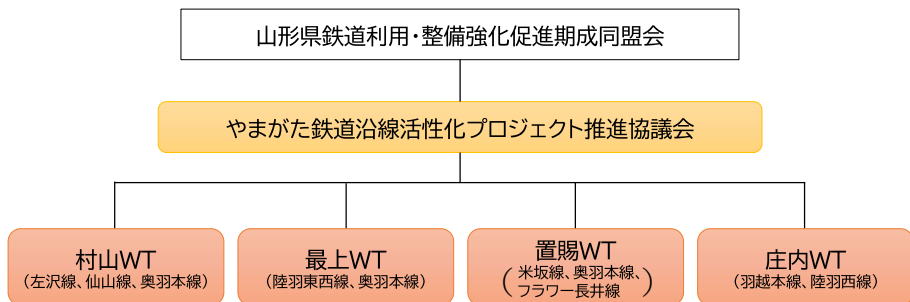 山形県鉄道利用・整備強化促進期成同盟会
やまがた鉄道沿線活性化プロジェクト推進協議会
村山WT
(左沢線、仙山線、奥羽本線)
最上WT
(陸羽東西線、奥羽本線)
置賜WT
(米坂線、奥羽本線、
フラワー長井線)
庄内WT
(羽越本線、陸羽西線)